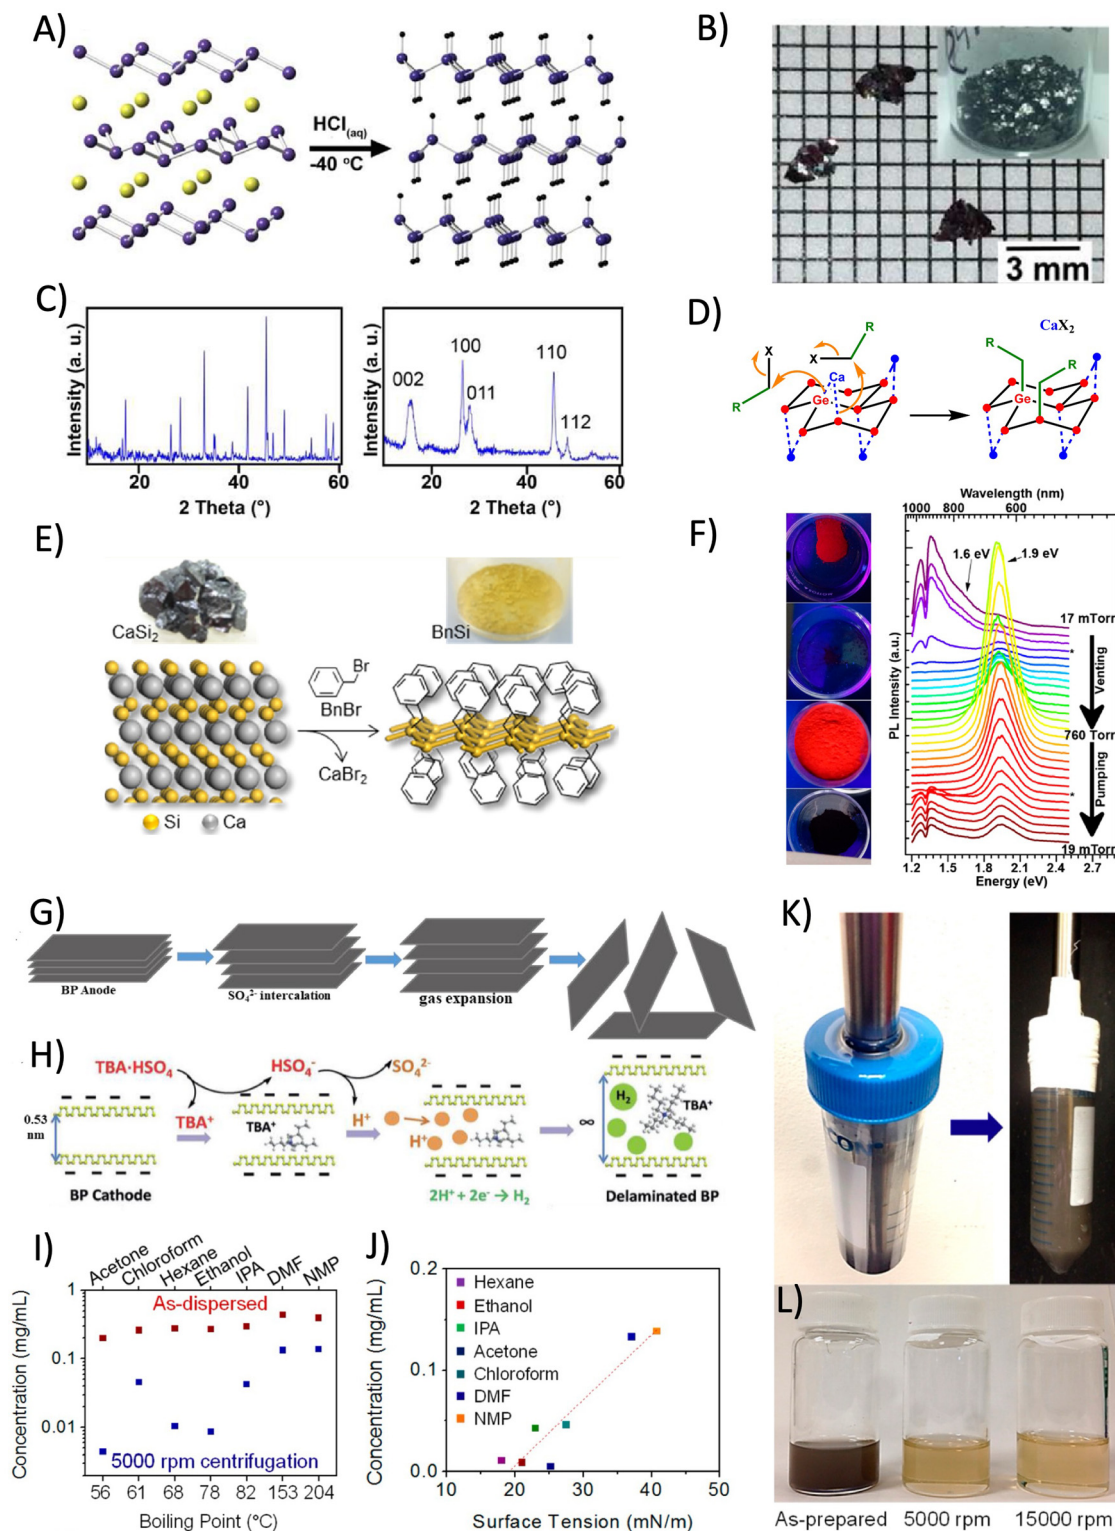 A)
HCl(aq)
-40 °C
B)
3 mm
C)
Intensity (a. u.)
20 40 60
2 Theta (°)
Intensity (a. u.)
002
100
011
110
112
20 40 60
2 Theta (°)
D)
X
X
R
R
Ca
Ge
CaX2
R
R
Ge
E)
CaSi2
BnSi
Br
BnBr
CaBr2
Si
Ca
F)
Wavelength (nm)
1000 800 600
1.6 eV
1.9 eV
17 mTorr
*
Venting
760 Torr
Pumping
*
19 mTorr
PL Intensity (a.u.)
1.2 1.5 1.8 2.1 2.4 2.7
Energy (eV)
G)
BP Anode
SO4²⁻ intercalation
gas expansion
H)
TBA·HSO4
HSO4⁻
SO4²⁻
0.53
nm
TBA⁺
TBA⁺
H⁺
H⁺
∞
H2
TBA⁺
BP Cathode
2H⁺ + 2e⁻ → H2
Delaminated BP
I)
Acetone
Chloroform
Hexane
Ethanol
IPA
DMF
NMP
Concentration (mg/mL)
1
0.1
0.01
As-dispersed
5000 rpm centrifugation
56 61 68 78 82 153 204
Boiling Point (°C)
J)
Concentration (mg/mL)
0.2
0.1
0.0
Hexane
Ethanol
IPA
Acetone
Chloroform
DMF
NMP
10 20 30 40 50
Surface Tension (mN/m)
K)
L)
As-prepared
5000 rpm
15000 rpm